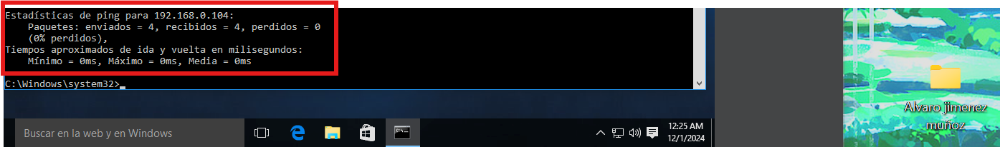 Estadísticas de ping para 192.168.0.104:
Paquetes: enviados = 4, recibidos = 4, perdidos = 0
(0% perdidos),
Tiempos aproximados de ida y vuelta en milisegundos:
Mínimo = 0ms, Máximo = 0ms, Media = 0ms
C:\Windows\system32>_
Alvaro jimenez
muñoz
Buscar en la web y en Windows
12:25 AM
12/1/2024